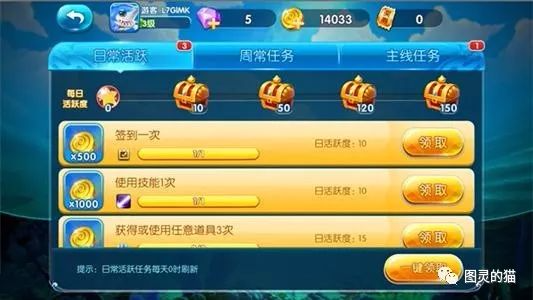 游客_L7GIMK
3级
5
14033
日常活跃
3
周常任务
主线任务
1
每日
活跃度
0
10
50
120
150
签到一次
x500
1/1
日活跃度：10
领取
使用技能1次
x1000
1/1
日活跃度：10
领取
获得或使用任意道具3次
日活跃度：15
领取
提示：日常活跃任务每天0时刷新
一键领取
图灵的猫